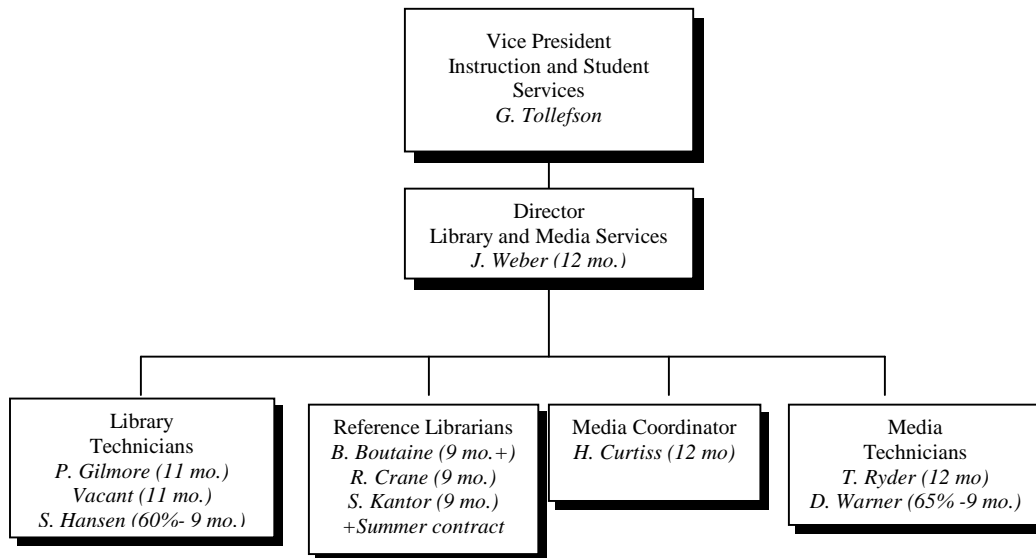 Vice President
Instruction and Student
Services
G. Tollefson
Director
Library and Media Services
J. Weber (12 mo.)
Library
Technicians
P. Gilmore (11 mo.)
Vacant (11 mo.)
S. Hansen (60%- 9 mo.)
Reference Librarians
B. Boutaine (9 mo.+)
R. Crane (9 mo.)
S. Kantor (9 mo.)
+Summer contract
Media Coordinator
H. Curtiss (12 mo)
Media
Technicians
T. Ryder (12 mo)
D. Warner (65% -9 mo.)